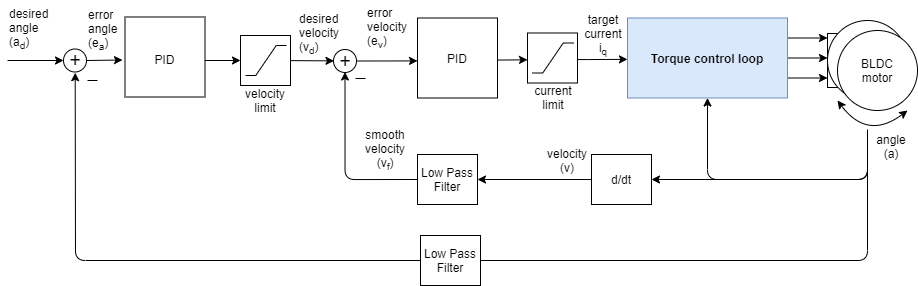 desired
angle
(a_d)
error
angle
(e_a)
+
−
PID
velocity
limit
desired
velocity
(v_d)
+
−
error
velocity
(e_v)
PID
current
limit
target
current
i_q
Torque control loop
BLDC
motor
angle
(a)
smooth
velocity
(v_f)
Low Pass
Filter
velocity
(v)
d/dt
Low Pass
Filter